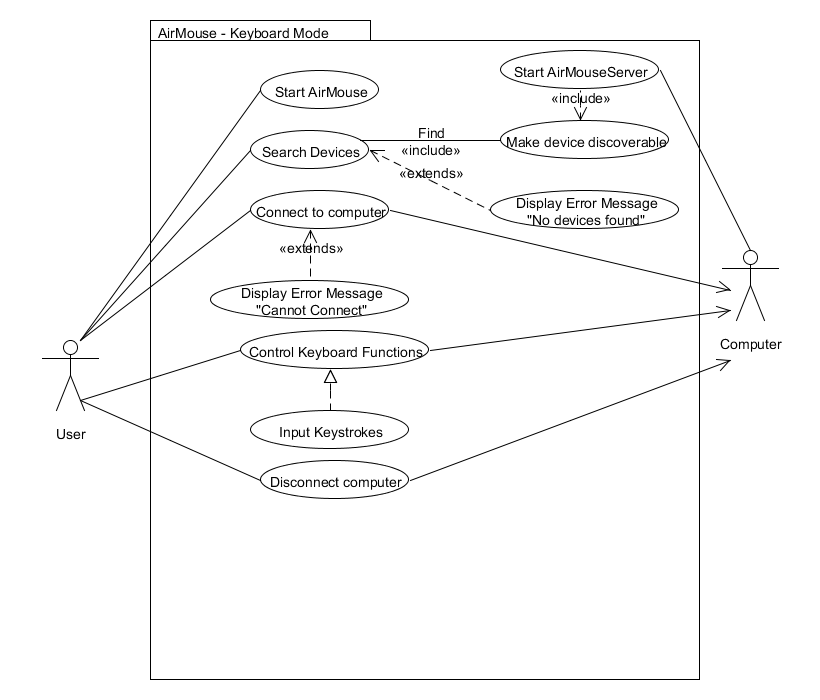 AirMouse - Keyboard Mode
Start AirMouseServer
Start AirMouse
«include»
Find
Make device discoverable
Search Devices
«include»
«extends»
Display Error Message
"No devices found"
Connect to computer
«extends»
Display Error Message
"Cannot Connect"
Computer
Control Keyboard Functions
User
Input Keystrokes
Disconnect computer